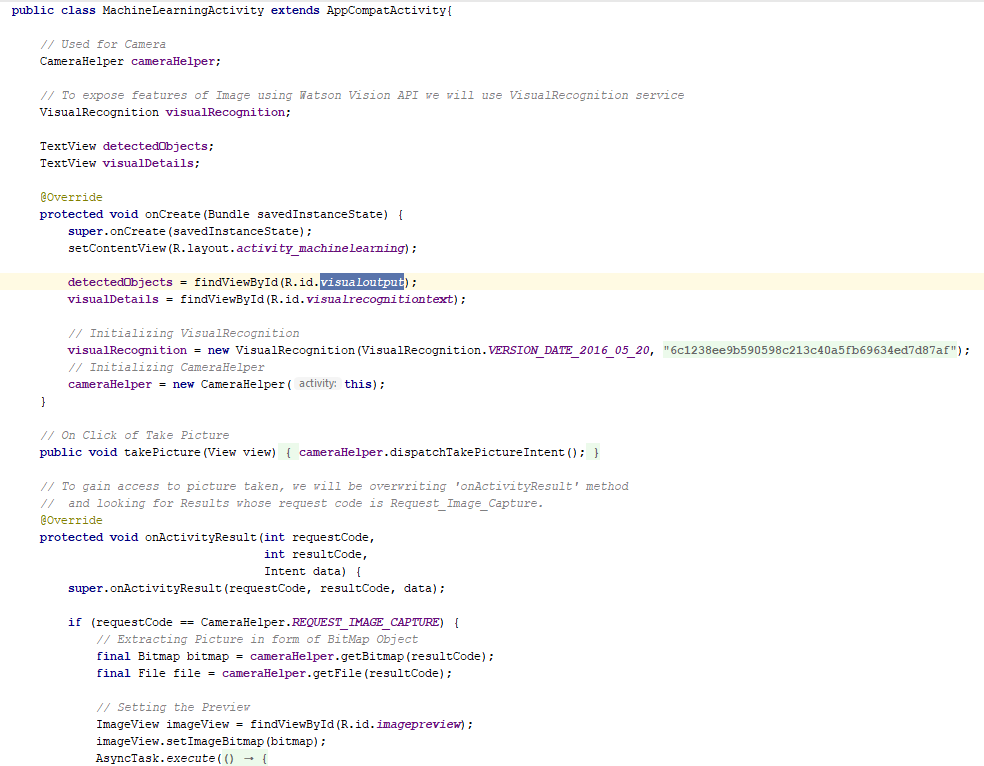 public class MachineLearningActivity extends AppCompatActivity{
// Used for Camera
CameraHelper cameraHelper;
// To expose features of Image using Watson Vision API we will use VisualRecognition service
VisualRecognition visualRecognition;
TextView detectedObjects;
TextView visualDetails;
@Override
protected void onCreate(Bundle savedInstanceState) {
super.onCreate(savedInstanceState);
setContentView(R.layout.activity_machinelearning);
detectedObjects = findViewById(R.id.visualoutput);
visualDetails = findViewById(R.id.visualrecognitiontext);
// Initializing VisualRecognition
visualRecognition = new VisualRecognition(VisualRecognition.VERSION_DATE_2016_05_20, "6c1238ee9b590598c213c40a5fb69634ed7d87af");
// Initializing CameraHelper
cameraHelper = new CameraHelper( activity: this);
}
// On Click of Take Picture
public void takePicture(View view) { cameraHelper.dispatchTakePictureIntent(); }
// To gain access to picture taken, we will be overwriting 'onActivityResult' method
//  and looking for Results whose request code is Request_Image_Capture.
@Override
protected void onActivityResult(int requestCode,
int resultCode,
Intent data) {
super.onActivityResult(requestCode, resultCode, data);
if (requestCode == CameraHelper.REQUEST_IMAGE_CAPTURE) {
// Extracting Picture in form of BitMap Object
final Bitmap bitmap = cameraHelper.getBitmap(resultCode);
final File file = cameraHelper.getFile(resultCode);
// Setting the Preview
ImageView imageView = findViewById(R.id.imagepreview);
imageView.setImageBitmap(bitmap);
AsyncTask.execute(() → {